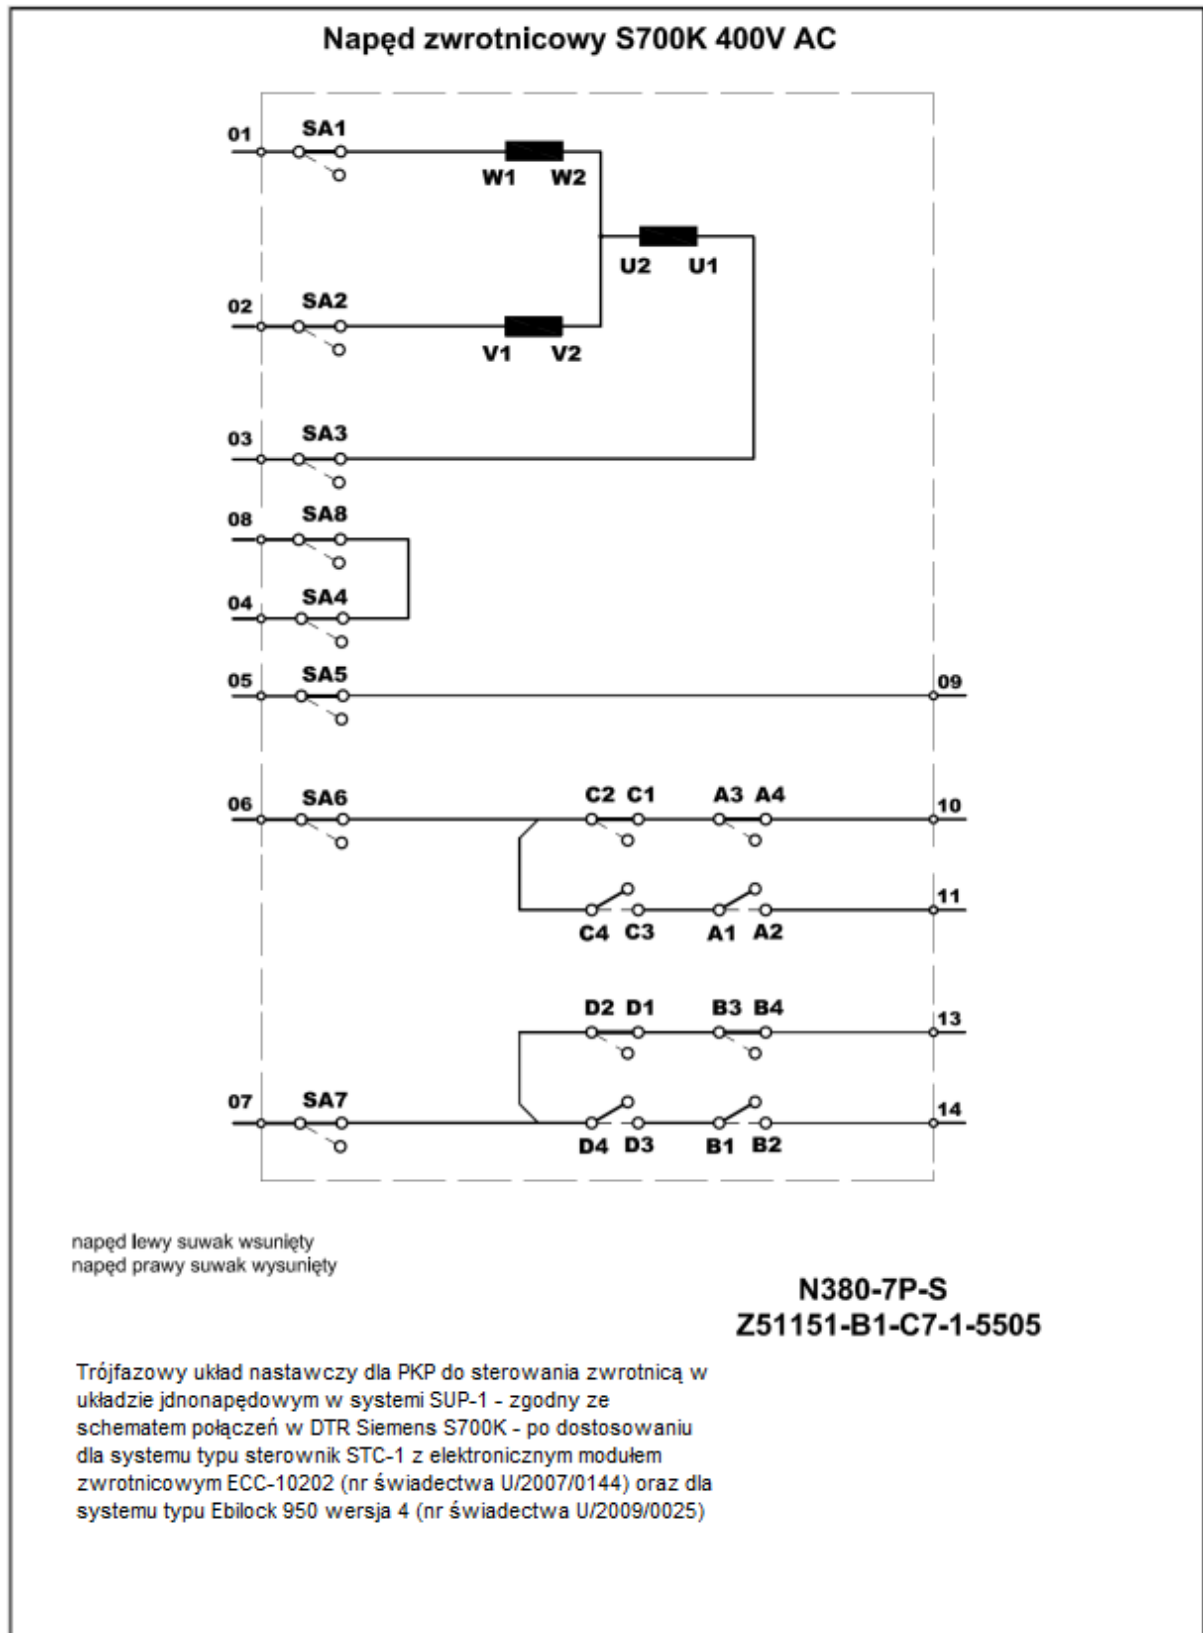 Napęd zwrotnicowy S700K 400V AC
01 SA1
W1 W2
U2 U1
02 SA2
V1 V2
03 SA3
08 SA8
04 SA4
05 SA5 09
06 SA6 C2 C1 A3 A4 10
11
C4 C3 A1 A2
D2 D1 B3 B4 13
07 SA7 14
D4 D3 B1 B2
napęd lewy suwak wsunięty
napęd prawy suwak wysunięty
N380-7P-S
Z51151-B1-C7-1-5505
Trójfazowy układ nastawczy dla PKP do sterowania zwrotnicą w
układzie jdnonapędowym w systemi SUP-1 - zgodny ze
schematem połączeń w DTR Siemens S700K - po dostosowaniu
dla systemu typu sterownik STC-1 z elektronicznym modułem
zwrotnicowym ECC-10202 (nr świadectwa U/2007/0144) oraz dla
systemu typu Ebilock 950 wersja 4 (nr świadectwa U/2009/0025)